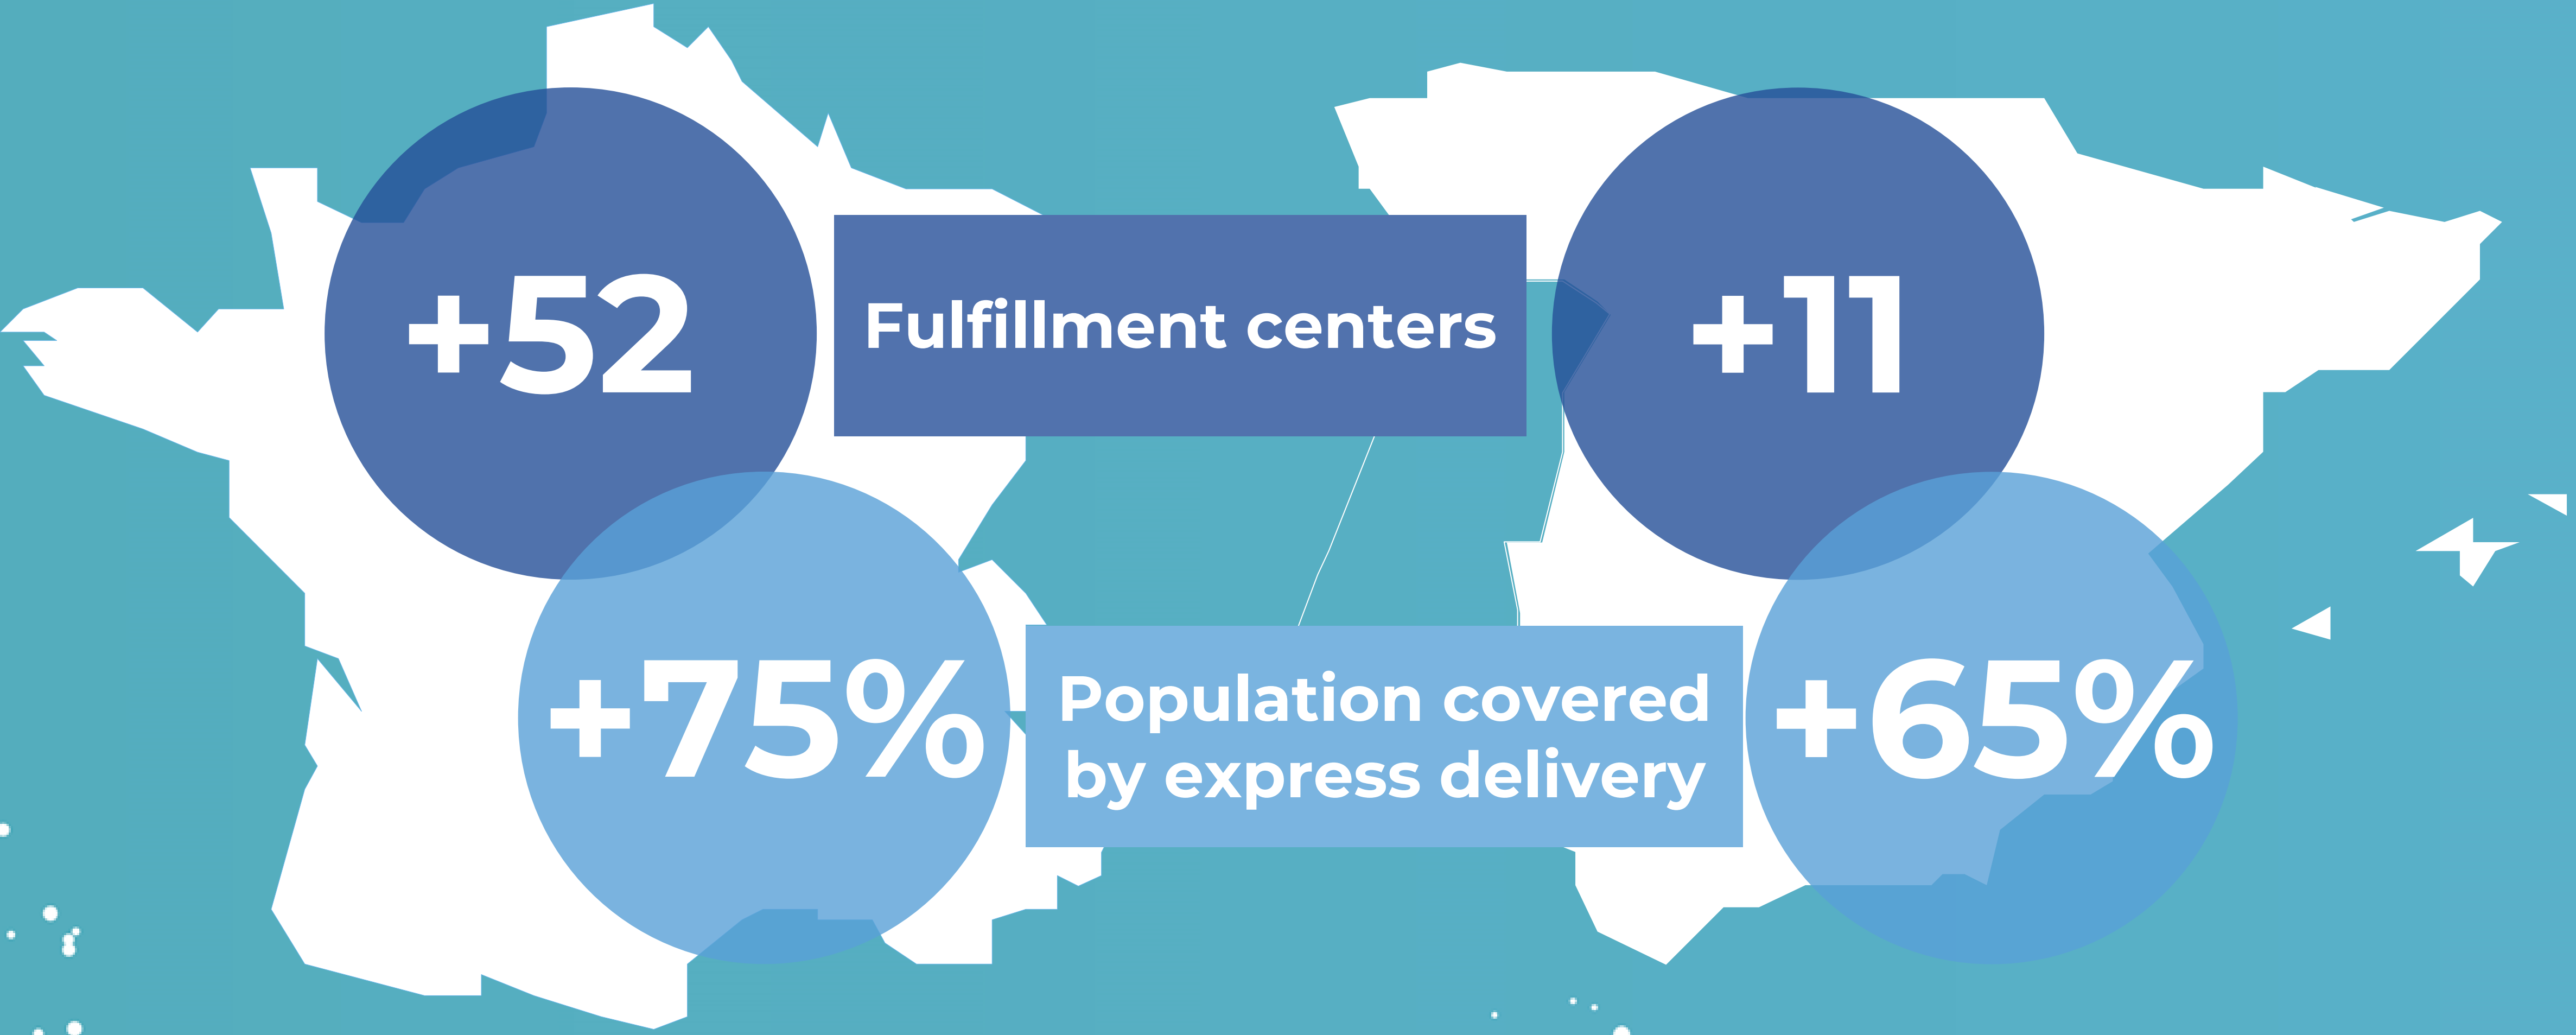 +52
Fulfillment centers
+11
+75%
Population covered
by express delivery
+65%